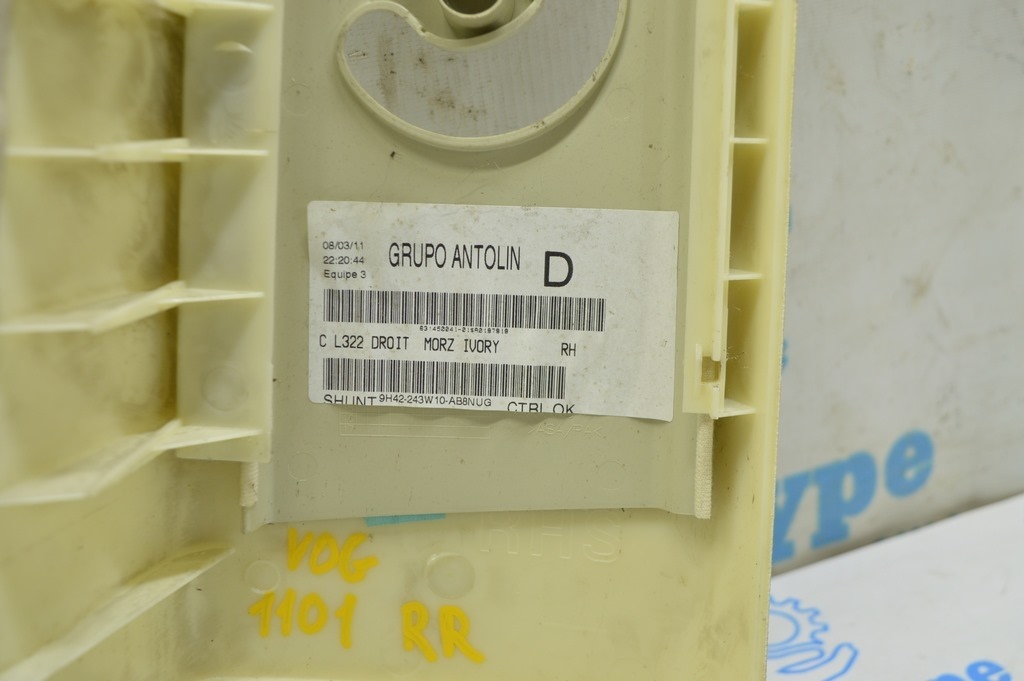 08/03/11
22:20:44
Equipe 3
GRUPO ANTOLIN
D
C L322 DROIT MORZ IVORY RH
9H42-243W10-AB8NUG
SHUNT CTRL OK
RHS
VOG
1101 RR
ype